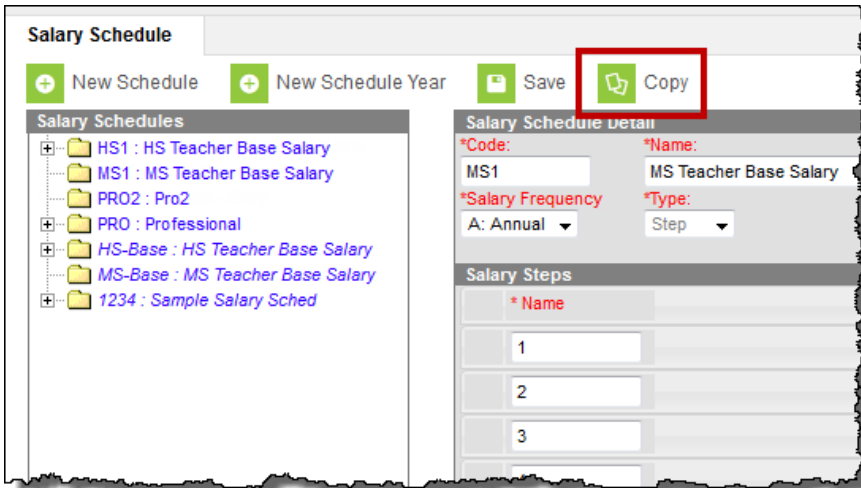 Salary Schedule
New Schedule New Schedule Year Save Copy
Salary Schedules
HS1 : HS Teacher Base Salary
MS1 : MS Teacher Base Salary
PRO2 : Pro2
PRO : Professional
HS-Base : HS Teacher Base Salary
MS-Base : MS Teacher Base Salary
1234 : Sample Salary Sched
Salary Schedule Detail
*Code: *Name:
MS1 MS Teacher Base Salary
*Salary Frequency *Type:
A: Annual Step
Salary Steps
* Name
1
2
3